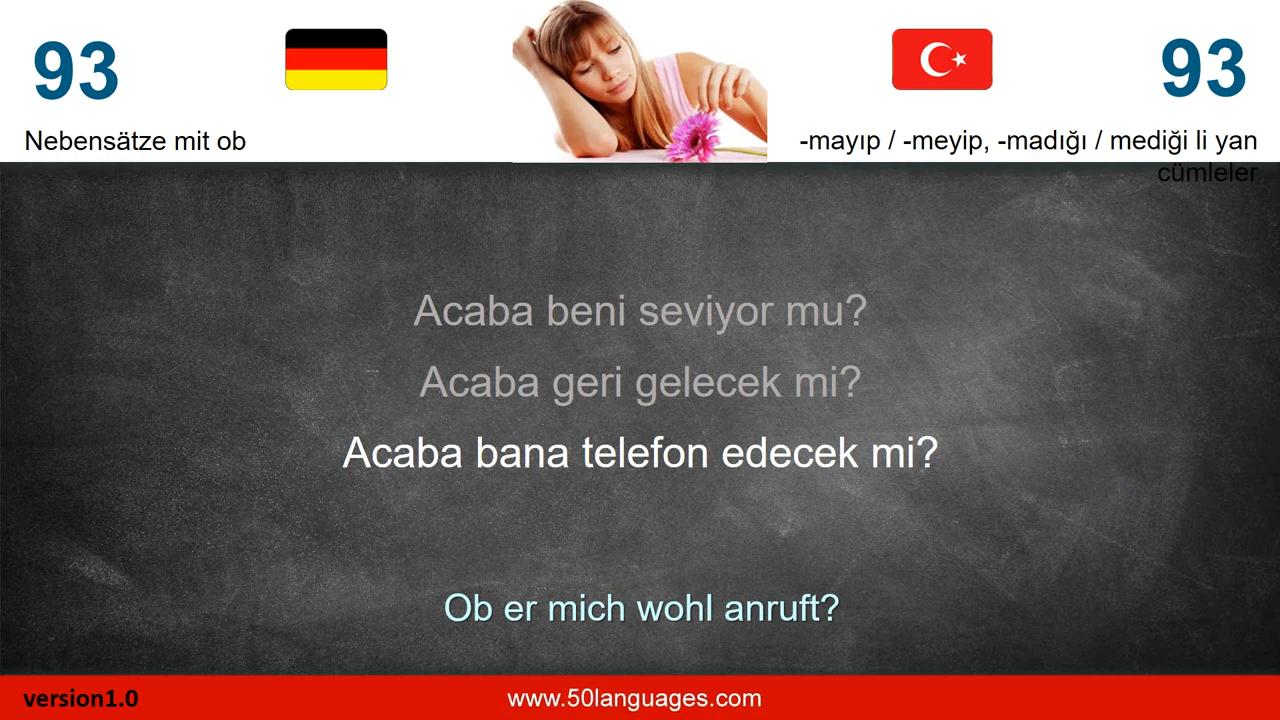 93
93
Nebensätze mit ob
-mayıp / -meyip, -madığı / mediği li yan
cümleler
Acaba beni seviyor mu?
Acaba geri gelecek mi?
Acaba bana telefon edecek mi?
Ob er mich wohl anruft?
version1.0
www.50languages.com